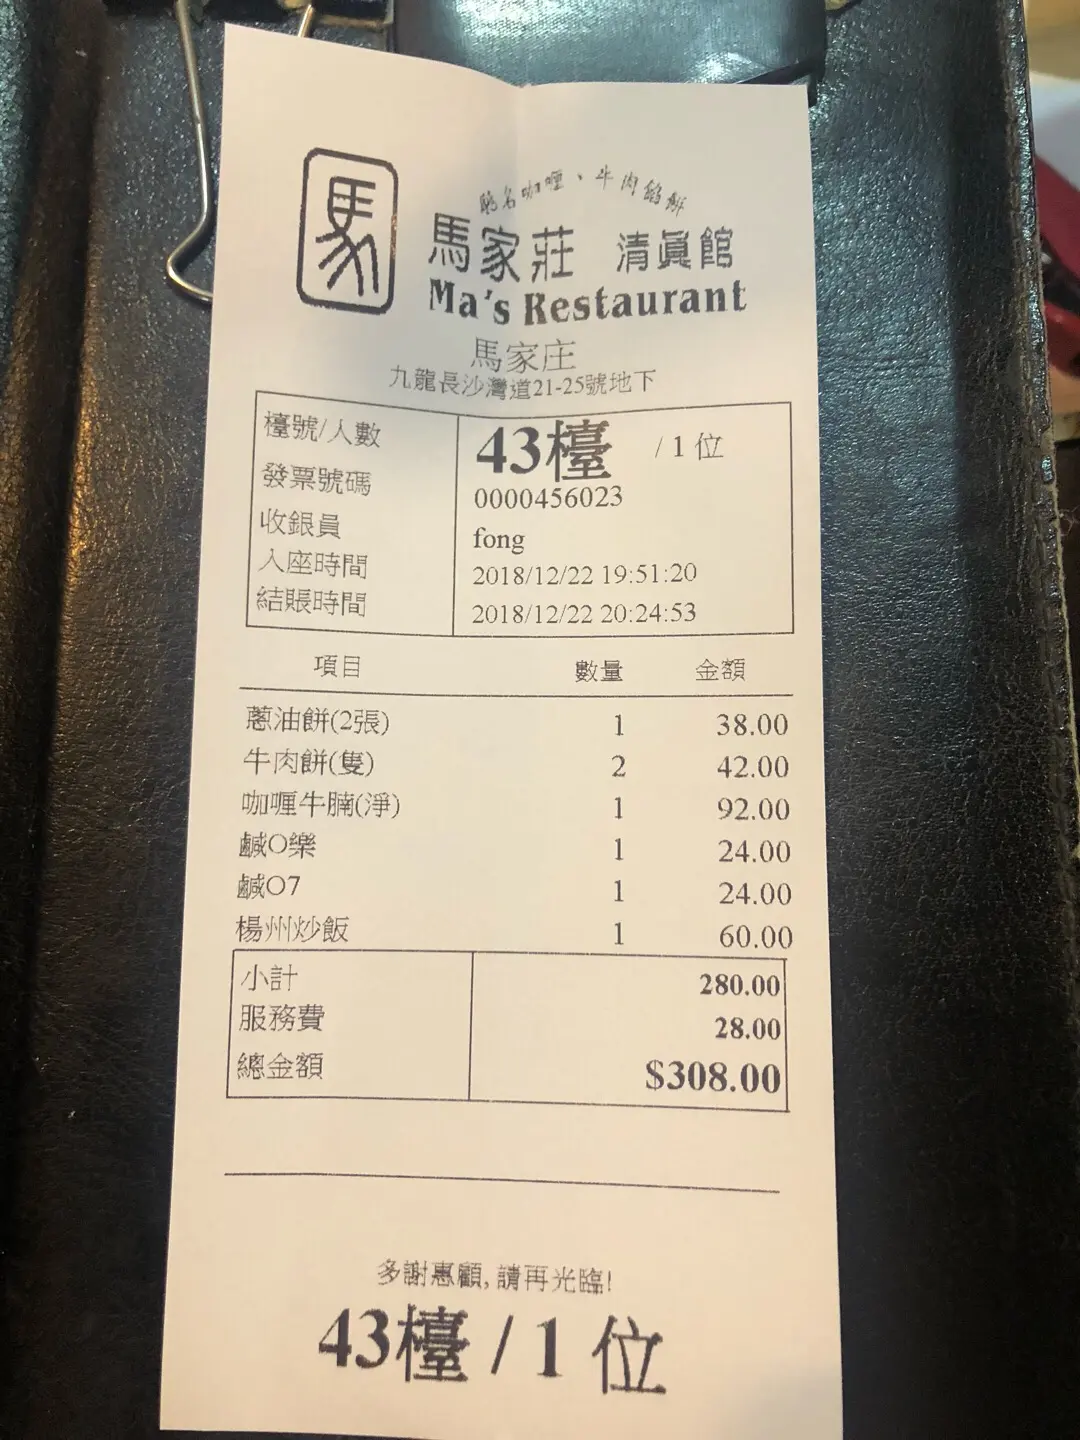 馬
馳名咖喱、牛肉餡餅
馬家莊 清真館
Ma's Restaurant
馬家庄
九龍長沙灣道21-25號地下
檯號/人數 43檯 / 1 位
發票號碼 0000456023
收銀員 fong
入座時間 2018/12/22 19:51:20
結賬時間 2018/12/22 20:24:53
項目 數量 金額
蔥油餅(2張) 1 38.00
牛肉餅(隻) 2 42.00
咖喱牛腩(淨) 1 92.00
鹹O樂 1 24.00
鹹O7 1 24.00
楊州炒飯 1 60.00
小計 280.00
服務費 28.00
總金額 $308.00
多謝惠顧,請再光臨!
43檯 / 1 位